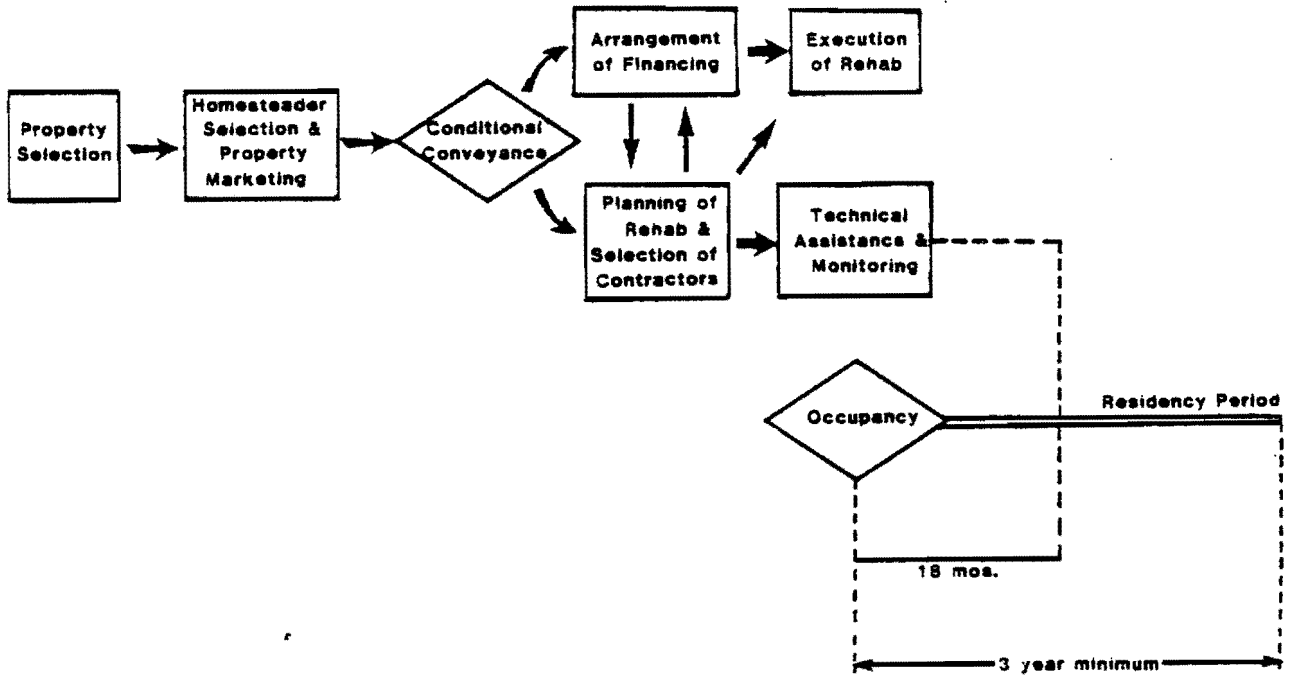 Property
Selection
Homesteader
Selection &
Property
Marketing
Conditional
Conveyance
Arrangement
of Financing
Execution
of Rehab
Planning of
Rehab &
Selection of
Contractors
Technical
Assistance &
Monitoring
Occupancy
Residency Period
18 mos.
3 year minimum